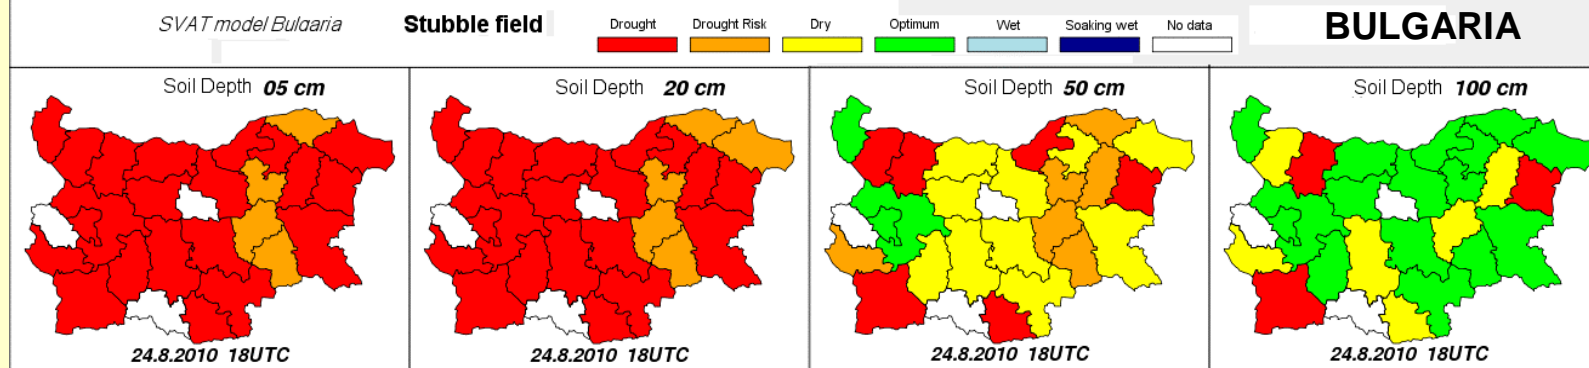 SVAT model Bulgaria
Stubble field
Drought
Drought Risk
Dry
Optimum
Wet
Soaking wet
No data
BULGARIA
Soil Depth 05 cm
Soil Depth 20 cm
Soil Depth 50 cm
Soil Depth 100 cm
24.8.2010 18UTC
24.8.2010 18UTC
24.8.2010 18UTC
24.8.2010 18UTC